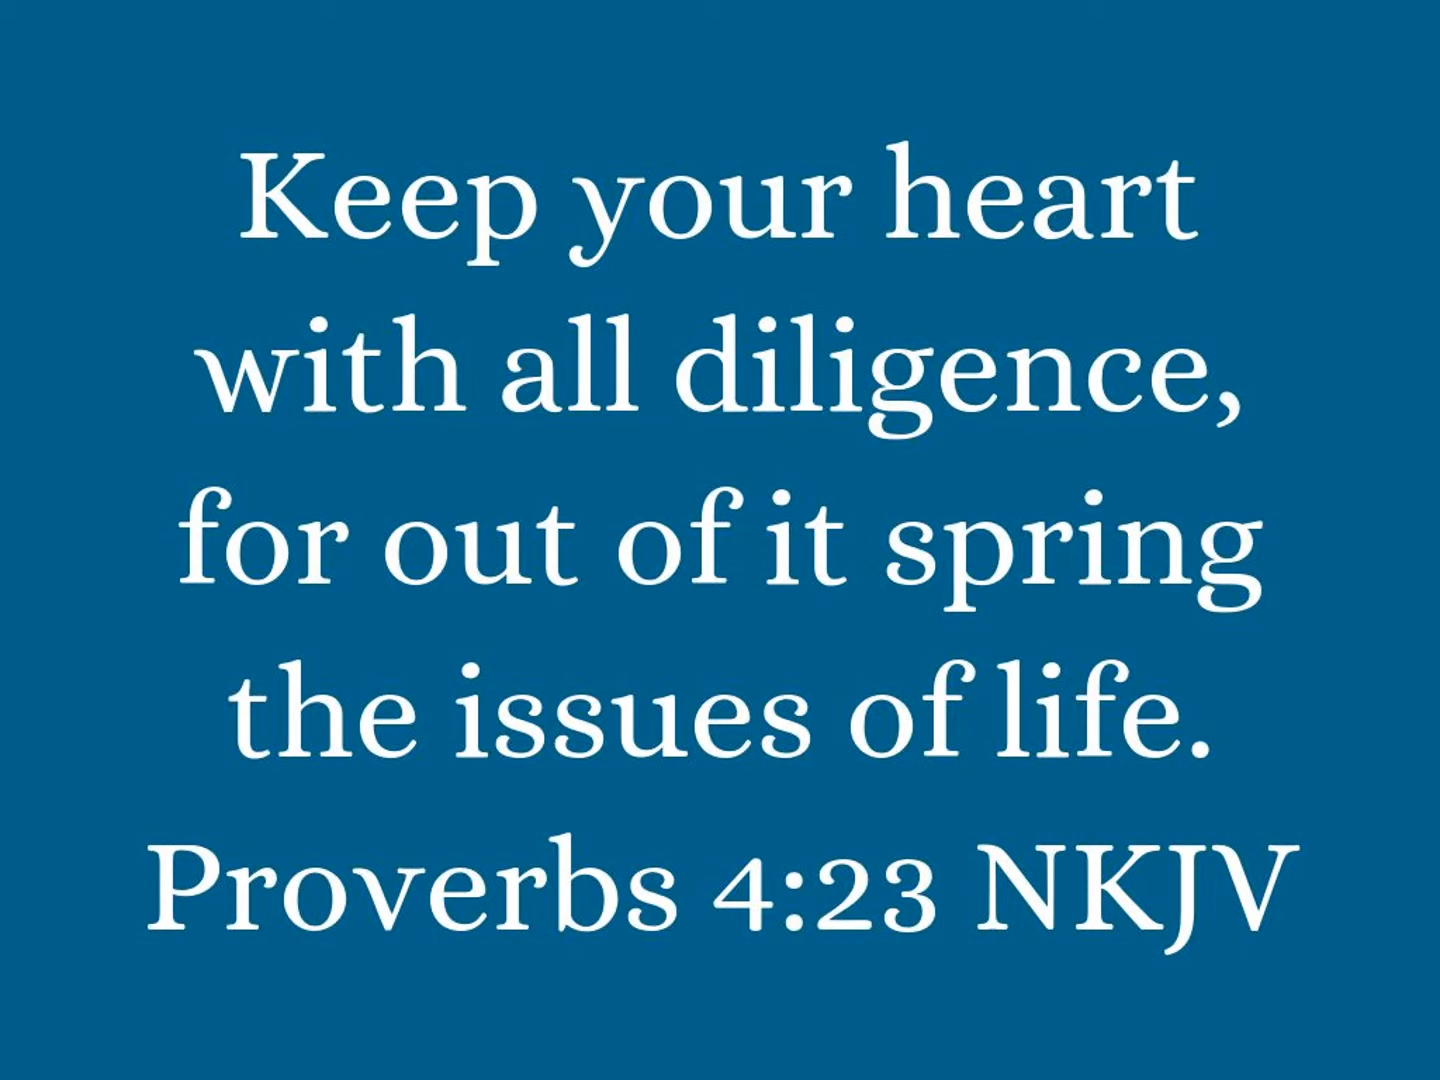 Keep your heart
with all diligence,
for out of it spring
the issues of life.
Proverbs 4:23 NKJV